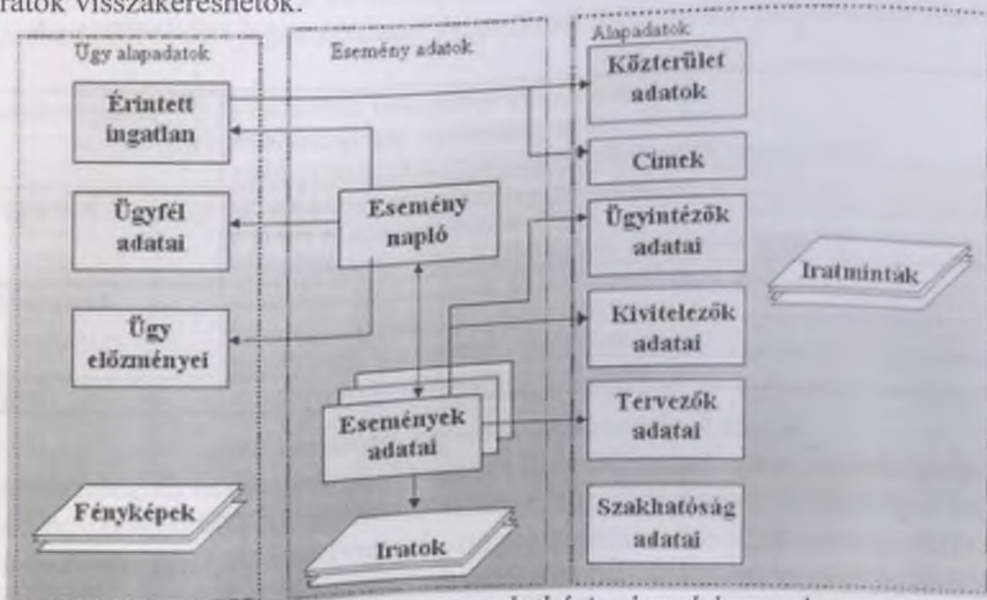 iratok visszakereshetők.
Ügy alapadatok
Érintett
ingatlan
Ügyfél
adatai
Ügy
előzményei
Fényképek
Esemény adatok
Esemény
napló
Események
adatai
Iratok
Alapadatok
Közterület
adatok
Címek
Ügyintézők
adatai
Kivitelezők
adatai
Tervezők
adatai
Szakhatóság
adatai
Iratminták